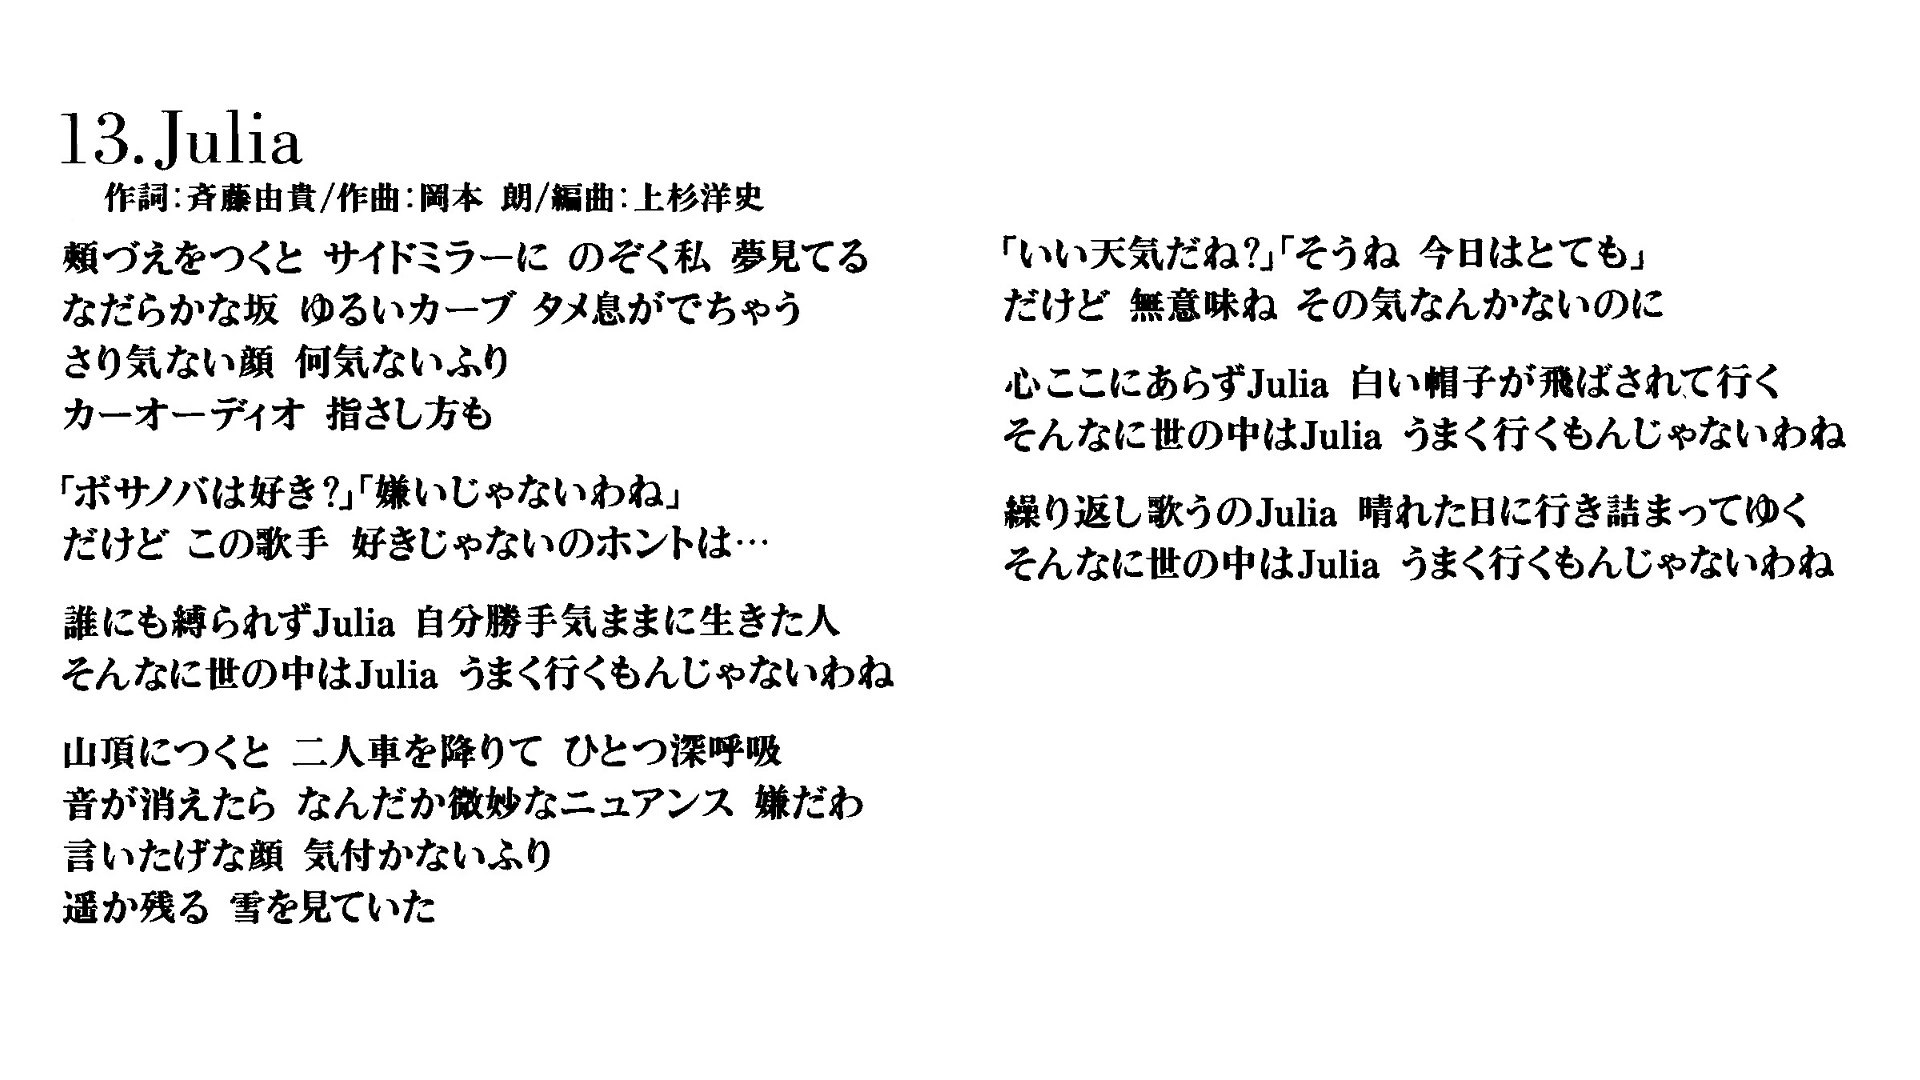 13.Julia
作詞:斉藤由貴/作曲:岡本 朗/編曲:上杉洋史
頬づえをつくと サイドミラーに のぞく私 夢見てる
なだらかな坂 ゆるいカーブ タメ息がでちゃう
さり気ない顔 何気ないふり
カーオーディオ 指さし方も
「ボサノバは好き?」「嫌いじゃないわね」
だけど この歌手 好きじゃないのホントは…
誰にも縛られずJulia 自分勝手気ままに生きた人
そんなに世の中はJulia うまく行くもんじゃないわね
山頂につくと 二人車を降りて ひとつ深呼吸
音が消えたら なんだか微妙なニュアンス 嫌だわ
言いたげな顔 気付かないふり
遥か残る 雪を見ていた
「いい天気だね?」「そうね 今日はとても」
だけど 無意味ね その気なんかないのに
心ここにあらずJulia 白い帽子が飛ばされて行く
そんなに世の中はJulia うまく行くもんじゃないわね
繰り返し歌うのJulia 晴れた日に行き詰まってゆく
そんなに世の中はJulia うまく行くもんじゃないわね